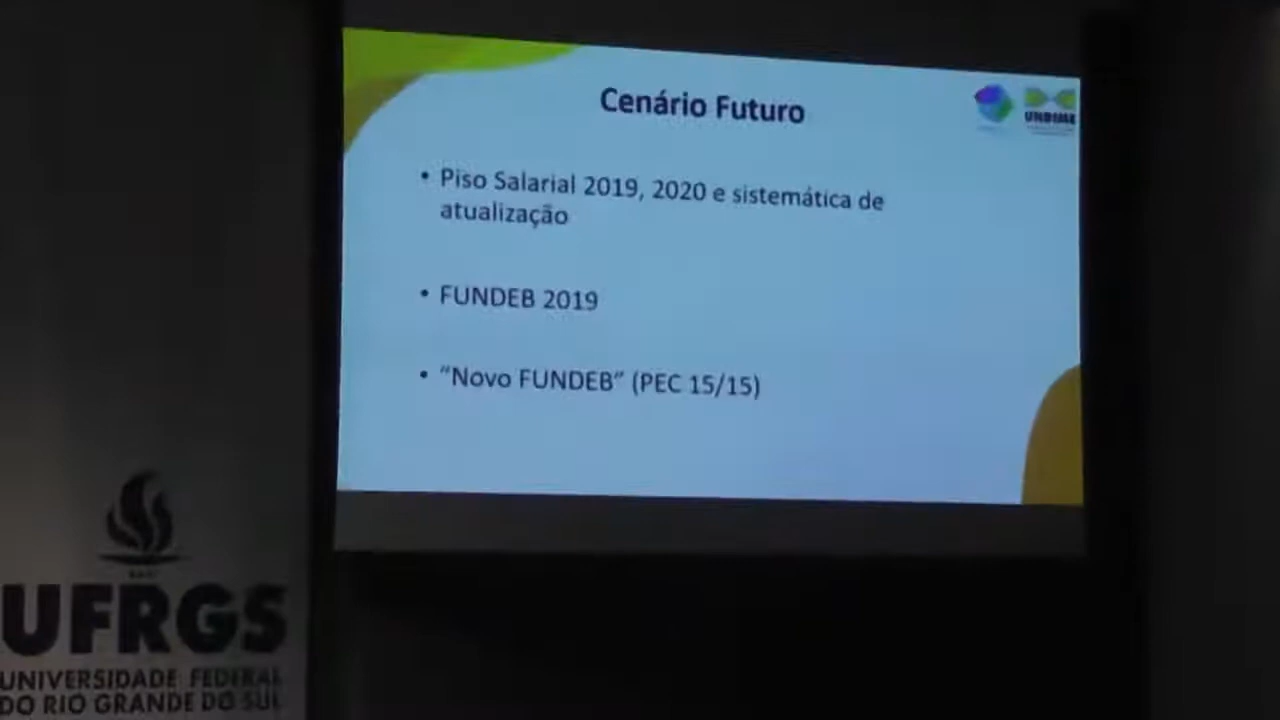 Cenário Futuro
UNDIME
• Piso Salarial 2019, 2020 e sistemática de
atualização
• FUNDEB 2019
• “Novo FUNDEB” (PEC 15/15)
UFRGS
UNIVERSIDADE FEDERAL
DO RIO GRANDE DO SUL